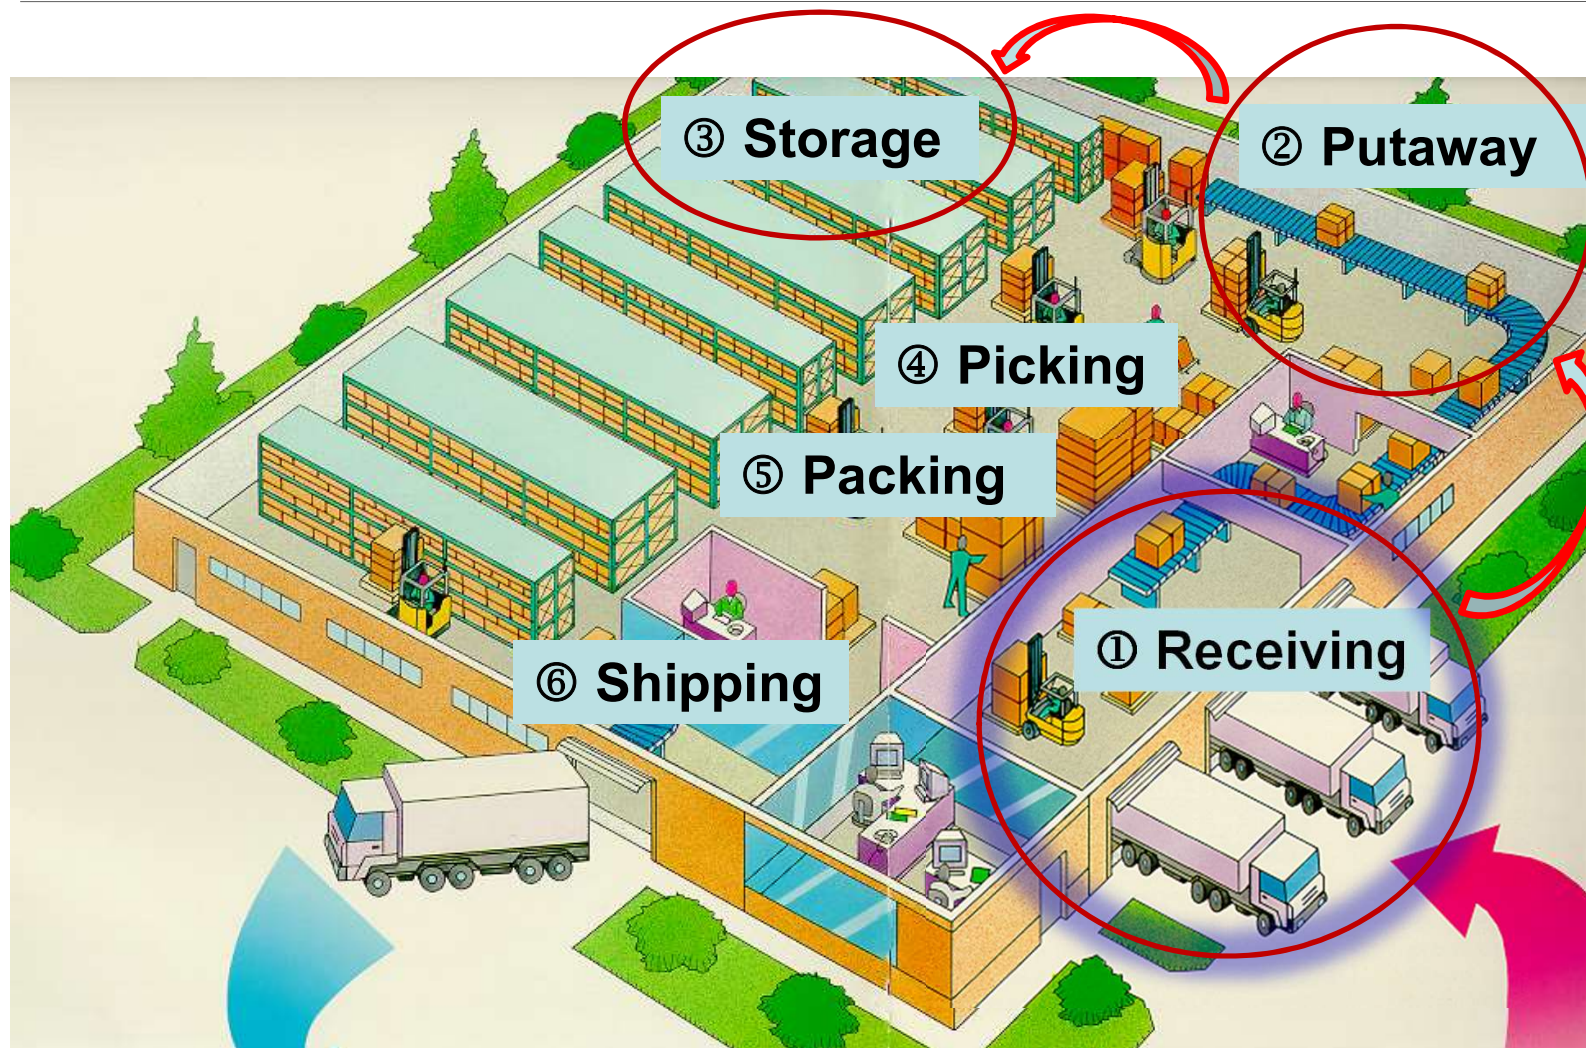 ③ Storage
② Putaway
④ Picking
⑤ Packing
① Receiving
⑥ Shipping